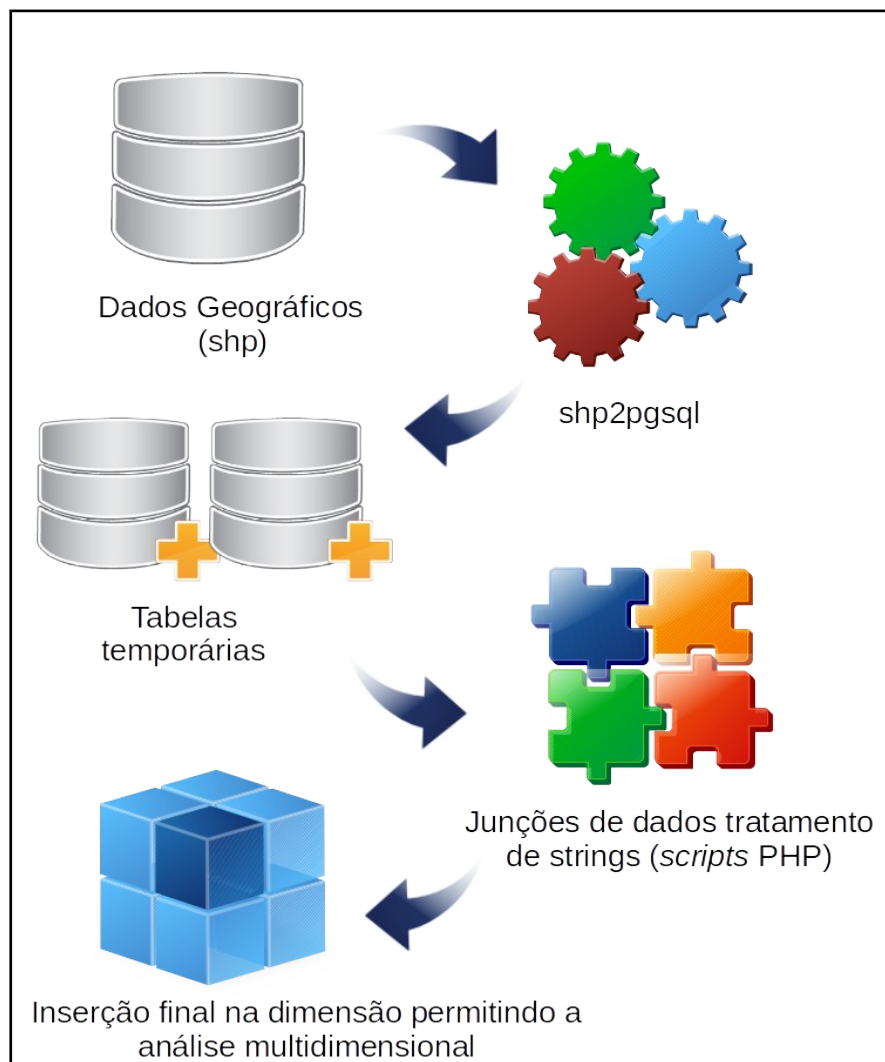 Dados Geográficos
(shp)
shp2pgsql
Tabelas
temporárias
Junções de dados tratamento
de strings (scripts PHP)
Inserção final na dimensão permitindo a
análise multidimensional